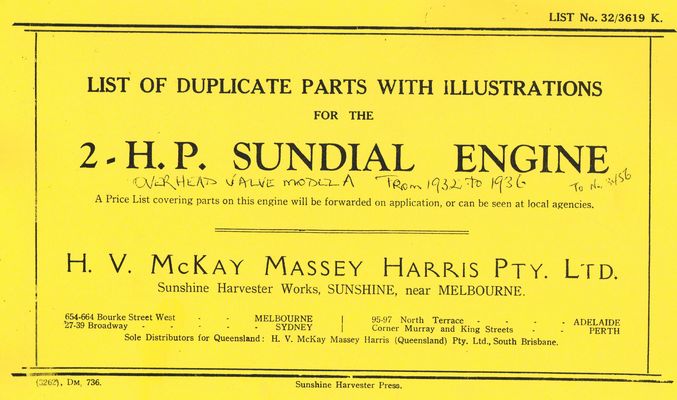 LIST No. 32/3619 K.
LIST OF DUPLICATE PARTS WITH ILLUSTRATIONS
FOR THE
2-H.P. SUNDIAL ENGINE
OVERHEAD VALVE MODEL A FROM 1932 TO 1936 To No.
A Price List covering parts on this engine will be forwarded on application, or can be seen at local agencies.
H. V. McKAY MASSEY HARRIS PTY. LTD.
Sunshine Harvester Works, SUNSHINE, near MELBOURNE.
654-664 Bourke Street West - - MELBOURNE | 95-97 North Terrace - - - - ADELAIDE
27-39 Broadway - - - - SYDNEY | Corner Murray and King Streets - - PERTH
Sole Distributors for Queensland: H. V. McKay Massey Harris (Queensland) Pty. Ltd., South Brisbane.
(3262), DM, 736.
Sunshine Harvester Press.